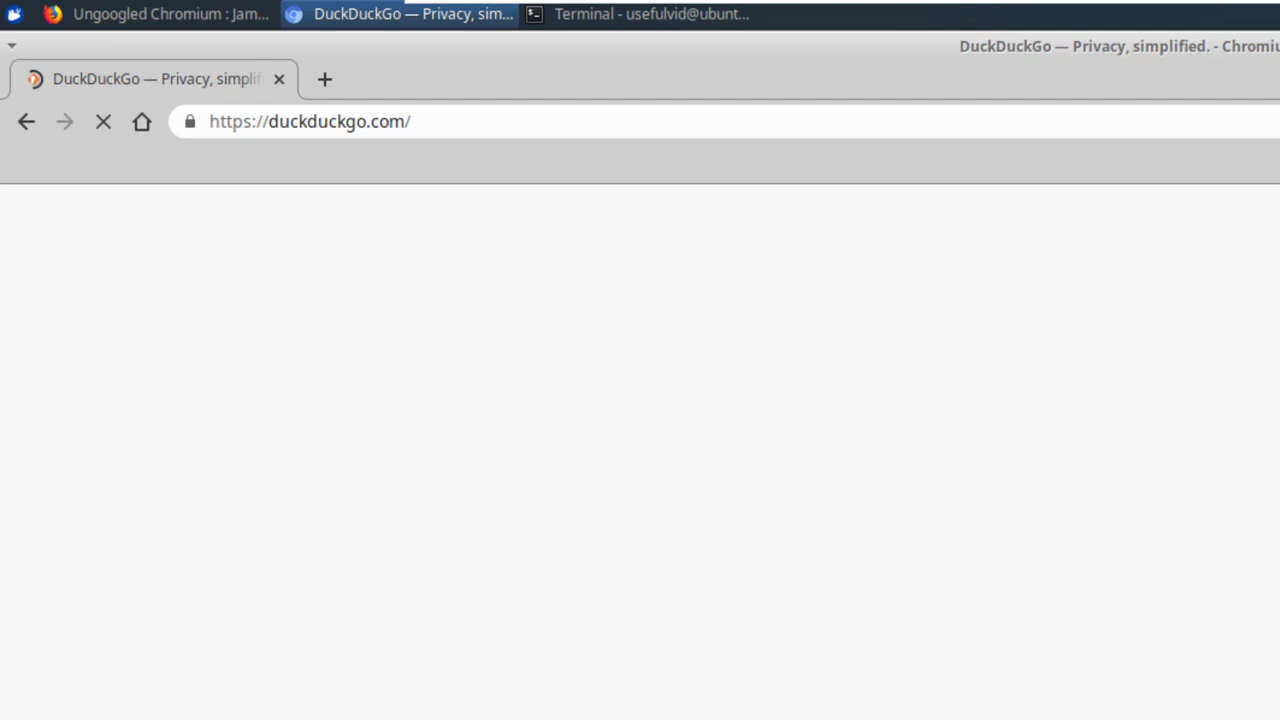 Ungoogled Chromium : Jam... DuckDuckGo — Privacy, sim... Terminal - usefulvid@ubunt...
DuckDuckGo — Privacy, simplified. - Chromiu
DuckDuckGo — Privacy, simplif
https://duckduckgo.com/